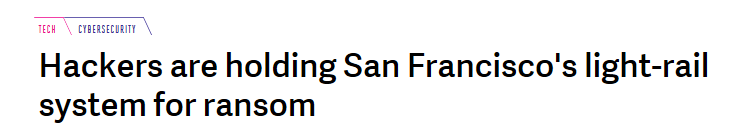 TECH CYBERSECURITY
Hackers are holding San Francisco's light-rail
system for ransom